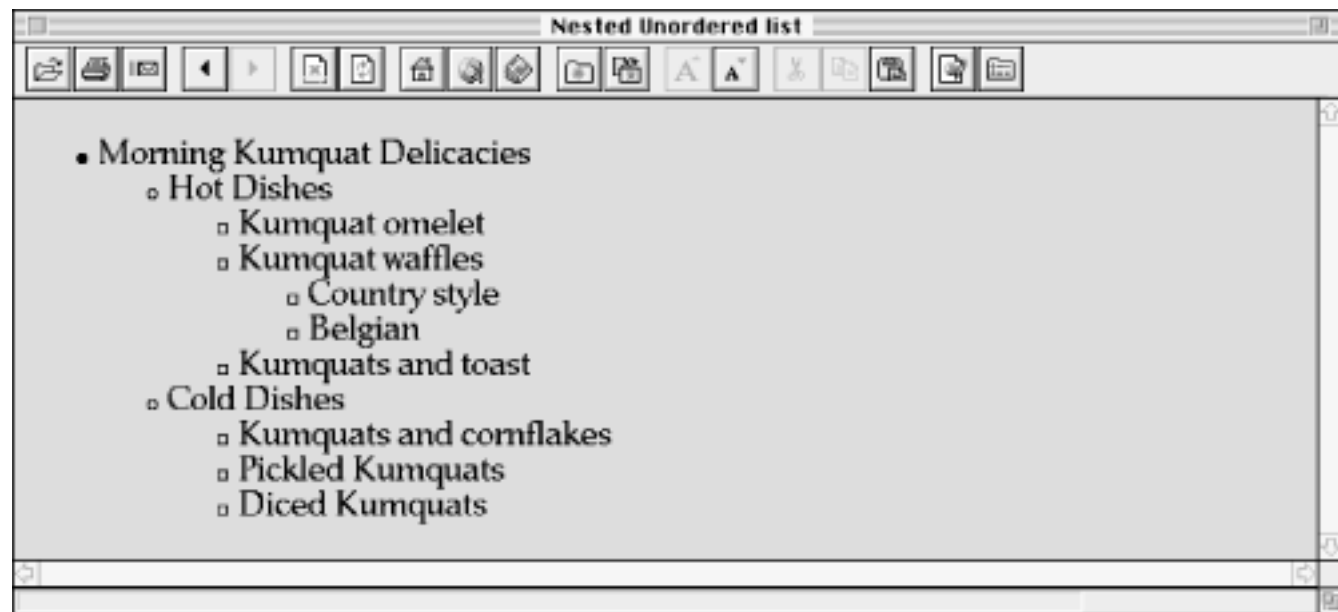 Nested Unordered list
• Morning Kumquat Delicacies
Hot Dishes
Kumquat omelet
Kumquat waffles
Country style
Belgian
Kumquats and toast
Cold Dishes
Kumquats and cornflakes
Pickled Kumquats
Diced Kumquats